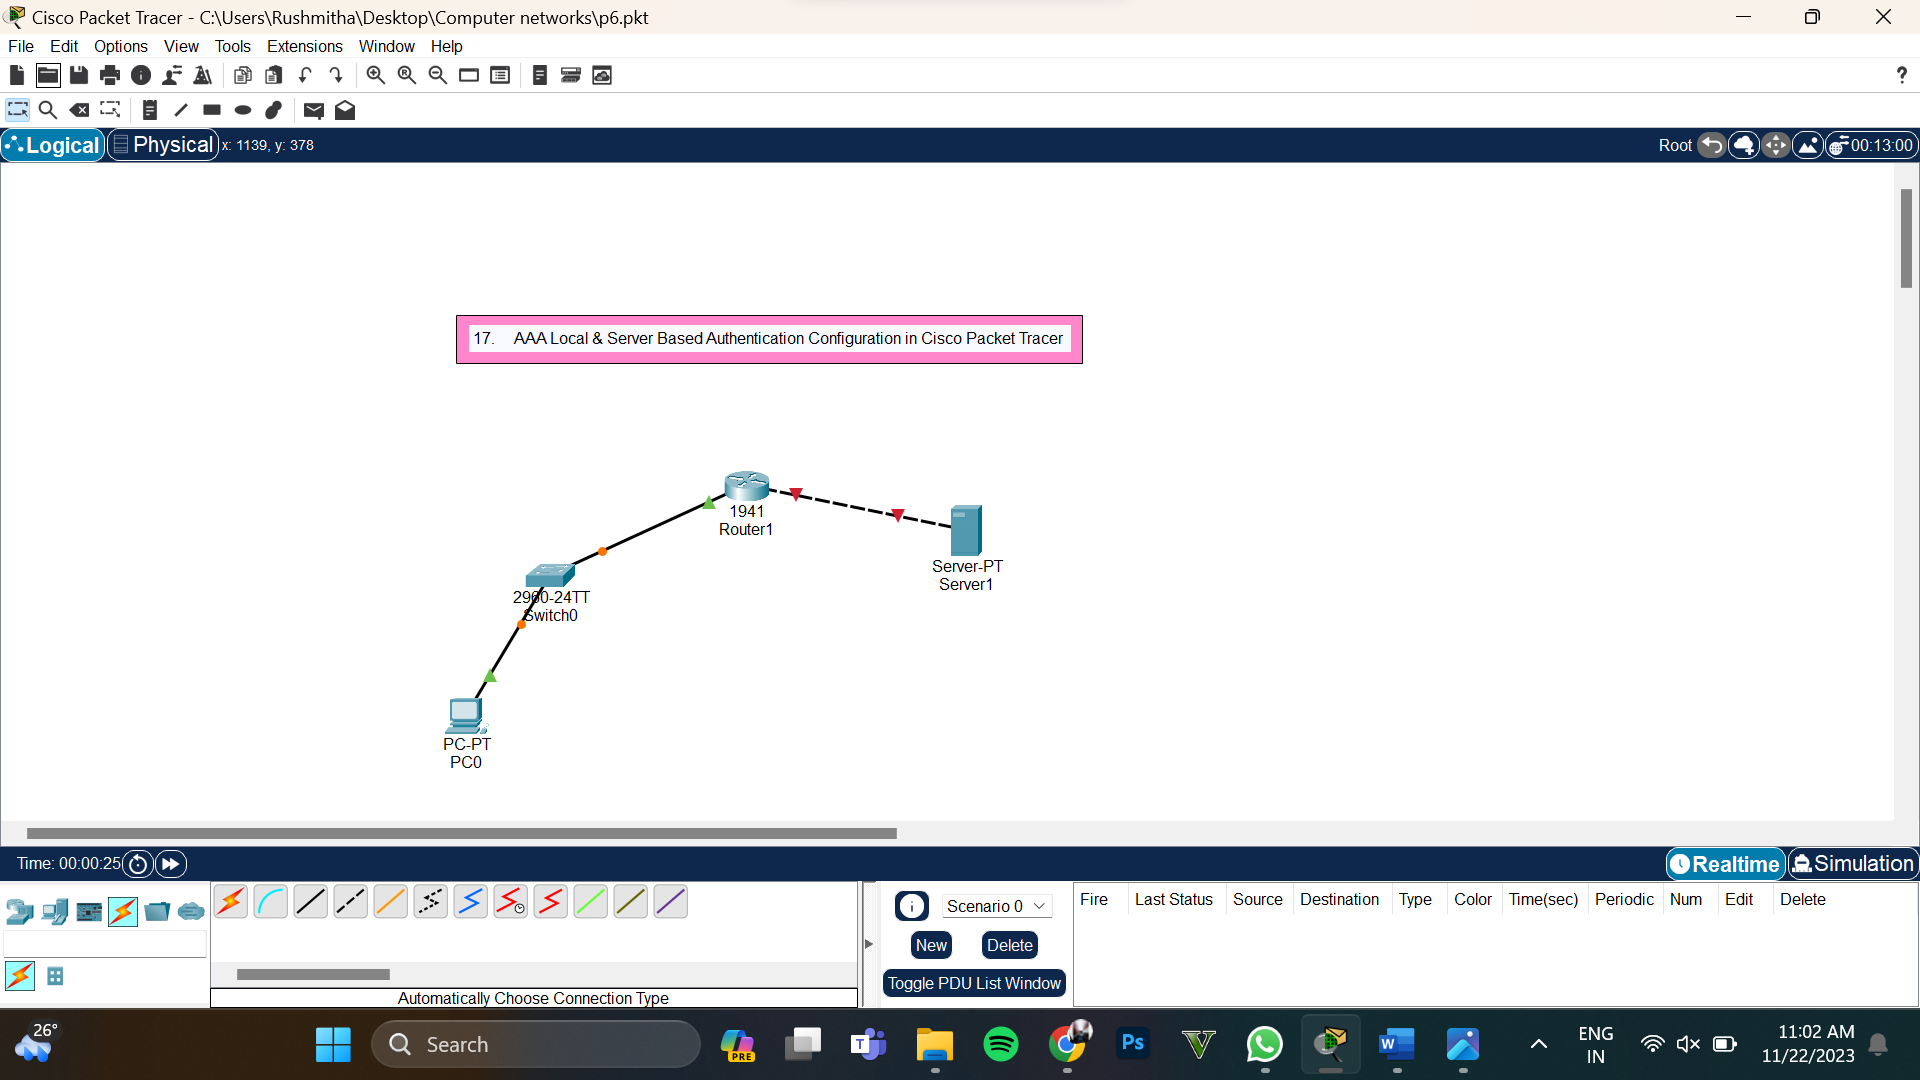 Cisco Packet Tracer - C:\Users\Rushmitha\Desktop\Computer networks\p6.pkt
File Edit Options View Tools Extensions Window Help
?
Logical Physical x: 1139, y: 378 Root 00:13:00
17. AAA Local & Server Based Authentication Configuration in Cisco Packet Tracer
1941
Router1
Server-PT
Server1
2960-24TT
Switch0
PC-PT
PC0
Time: 00:00:25 Realtime Simulation
Scenario 0
New Delete
Toggle PDU List Window
Fire Last Status Source Destination Type Color Time(sec) Periodic Num Edit Delete
Automatically Choose Connection Type
26°
Search
PRE
T
Ps
V
W
ENG
IN
11:02 AM
11/22/2023